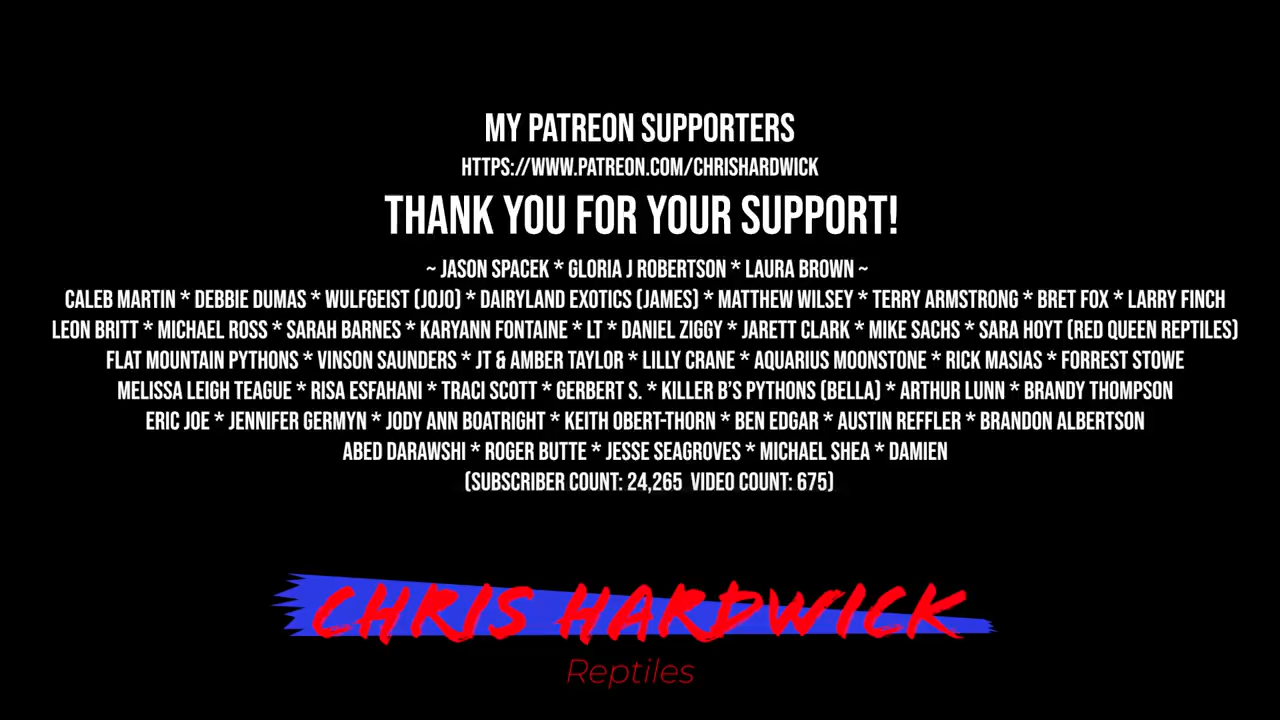 MY PATREON SUPPORTERS
HTTPS://WWW.PATREON.COM/CHRISHARDWICK
THANK YOU FOR YOUR SUPPORT!
~ JASON SPACEK * GLORIA J ROBERTSON * LAURA BROWN ~
CALEB MARTIN * DEBBIE DUMAS * WULFGEIST (JOJO) * DAIRYLAND EXOTICS (JAMES) * MATTHEW WILSEY * TERRY ARMSTRONG * BRET FOX * LARRY FINCH
LEON BRITT * MICHAEL ROSS * SARAH BARNES * KARYANN FONTAINE * LT * DANIEL ZIGGY * JARETT CLARK * MIKE SACHS * SARA HOYT (RED QUEEN REPTILES)
FLAT MOUNTAIN PYTHONS * VINSON SAUNDERS * JT & AMBER TAYLOR * LILLY CRANE * AQUARIUS MOONSTONE * RICK MASIAS * FORREST STOWE
MELISSA LEIGH TEAGUE * RISA ESFAHANI * TRACI SCOTT * GERBERT S. * KILLER B'S PYTHONS (BELLA) * ARTHUR LUNN * BRANDY THOMPSON
ERIC JOE * JENNIFER GERMYN * JODY ANN BOATRIGHT * KEITH OBERT-THORN * BEN EDGAR * AUSTIN REFFLER * BRANDON ALBERTSON
ABED DARAWSHI * ROGER BUTTE * JESSE SEAGROVES * MICHAEL SHEA * DAMIEN
(SUBSCRIBER COUNT: 24,265 VIDEO COUNT: 675)
CHRIS HARDWICK
Reptiles